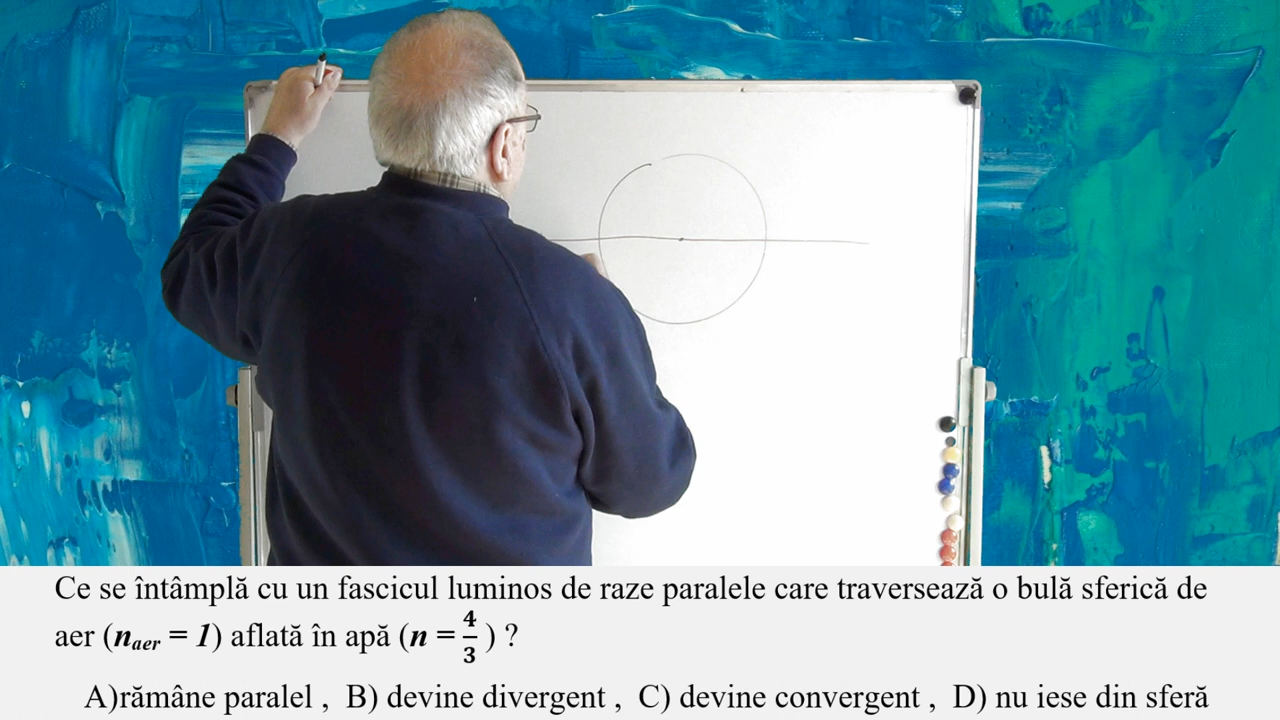 Ce se întâmplă cu un fascicul luminos de raze paralele care traversează o bulă sferică de
aer (n_aer = 1) aflată în apă (n = 4/3 ) ?
A)rămâne paralel , B) devine divergent , C) devine convergent , D) nu iese din sferă